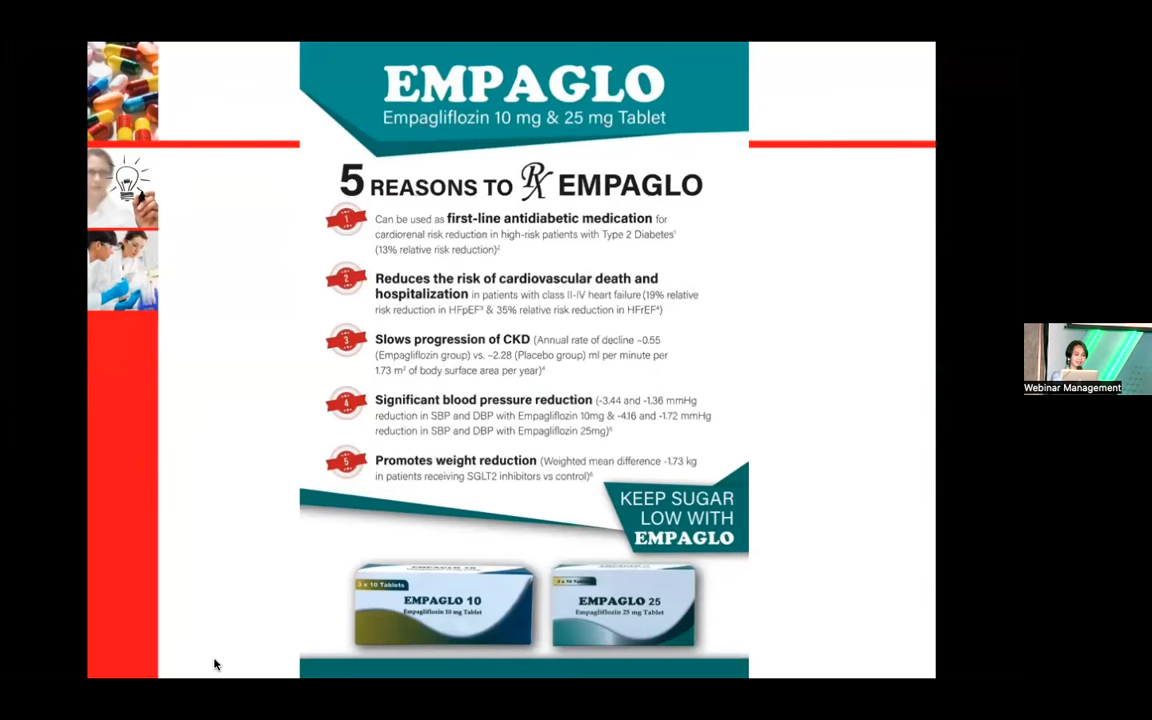 EMPAGLO
Empagliflozin 10 mg & 25 mg Tablet
5 REASONS TO Rx EMPAGLO
1
Can be used as first-line antidiabetic medication for
cardiorenal risk reduction in high-risk patients with Type 2 Diabetes¹
(13% relative risk reduction)²
2
Reduces the risk of cardiovascular death and
hospitalization in patients with class II-IV heart failure (19% relative
risk reduction in HFpEF³ & 35% relative risk reduction in HFrEF⁴)
3
Slows progression of CKD (Annual rate of decline –0.55
(Empagliflozin group) vs. –2.28 (Placebo group) ml per minute per
1.73 m² of body surface area per year)⁴
4
Significant blood pressure reduction (-3.44 and -1.36 mmHg
reduction in SBP and DBP with Empagliflozin 10mg & -4.16 and -1.72 mmHg
reduction in SBP and DBP with Empagliflozin 25mg)⁵
5
Promotes weight reduction (Weighted mean difference -1.73 kg
in patients receiving SGLT2 inhibitors vs control)⁶
KEEP SUGAR
LOW WITH
EMPAGLO
3 x 10 Tablets
EMPAGLO 10
Empagliflozin 10 mg Tablet
3 x 10 Tablets
EMPAGLO 25
Empagliflozin 25 mg Tablet
Webinar Management